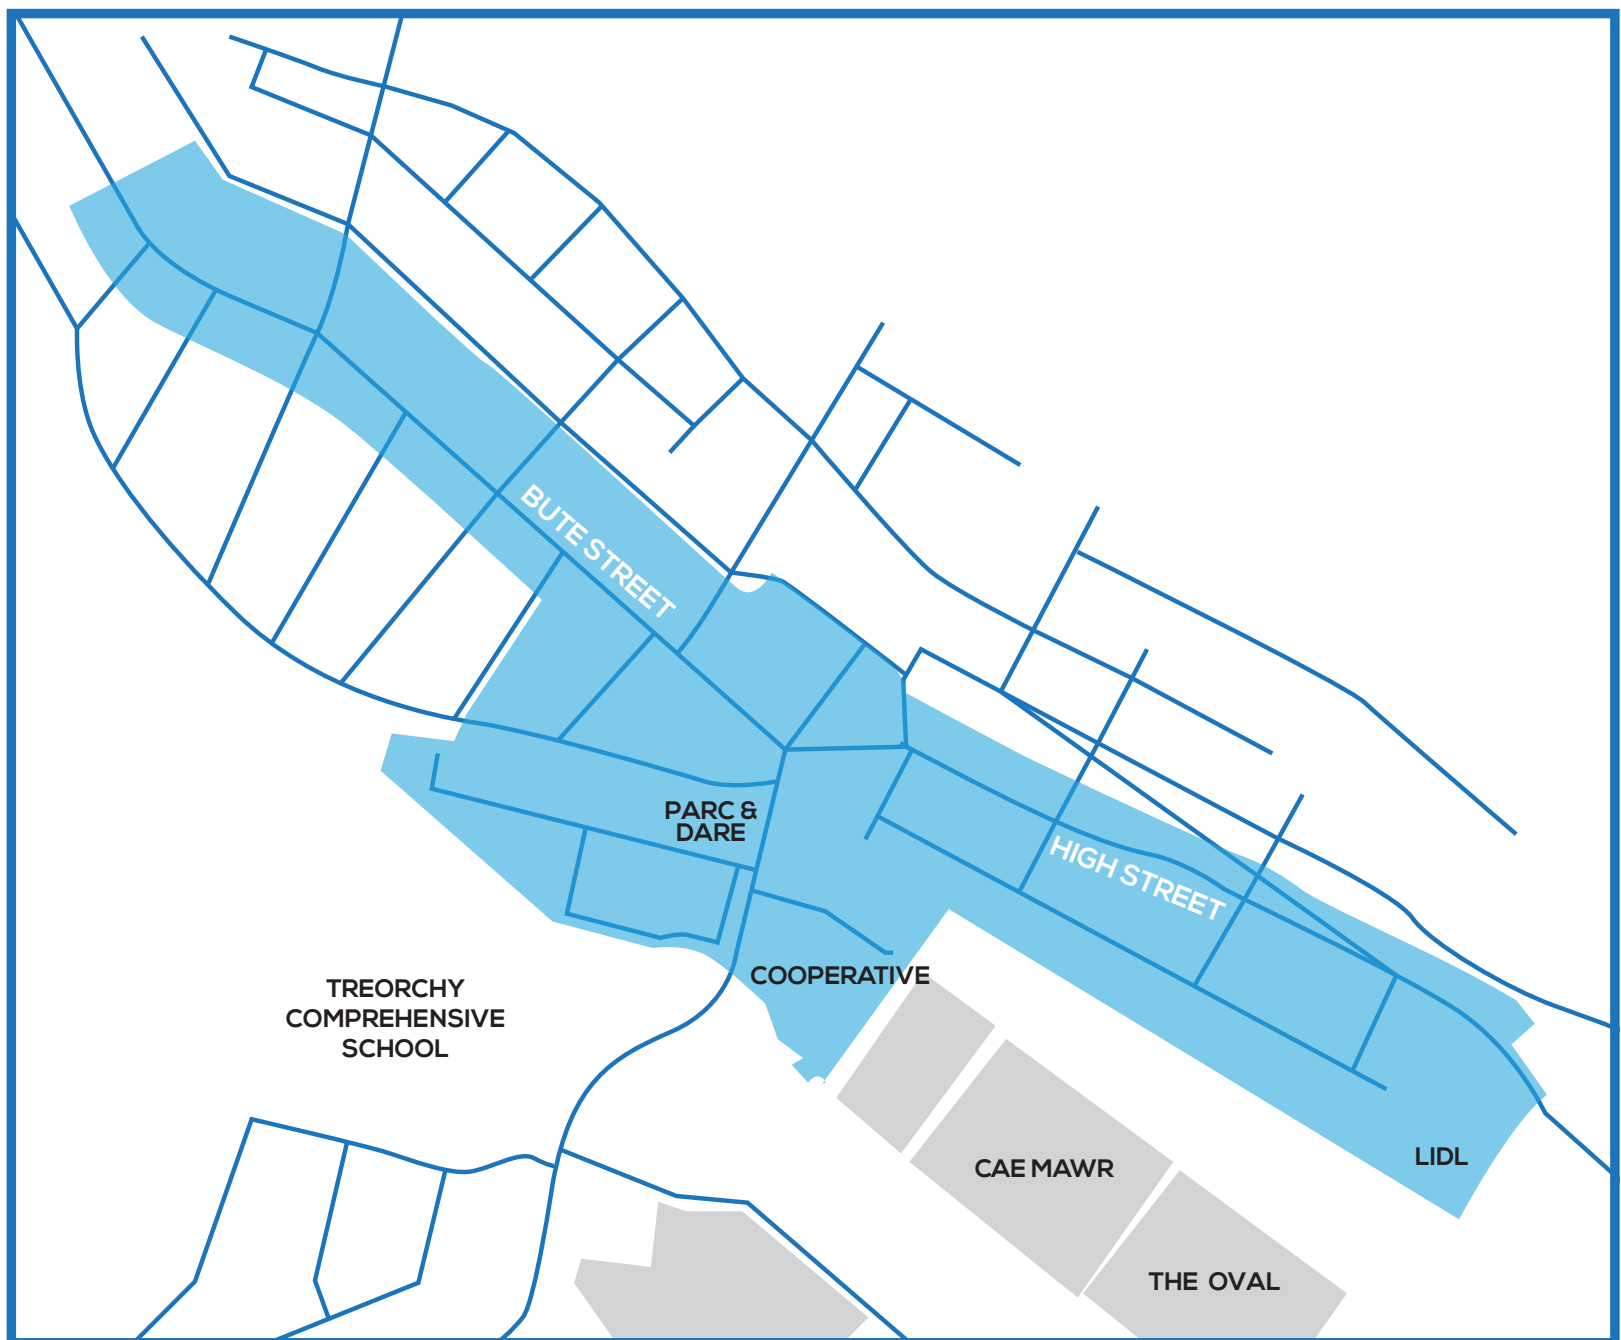 BUTE STREET
PARC &
DARE
HIGH STREET
COOPERATIVE
TREORCHY
COMPREHENSIVE
SCHOOL
CAE MAWR
LIDL
THE OVAL